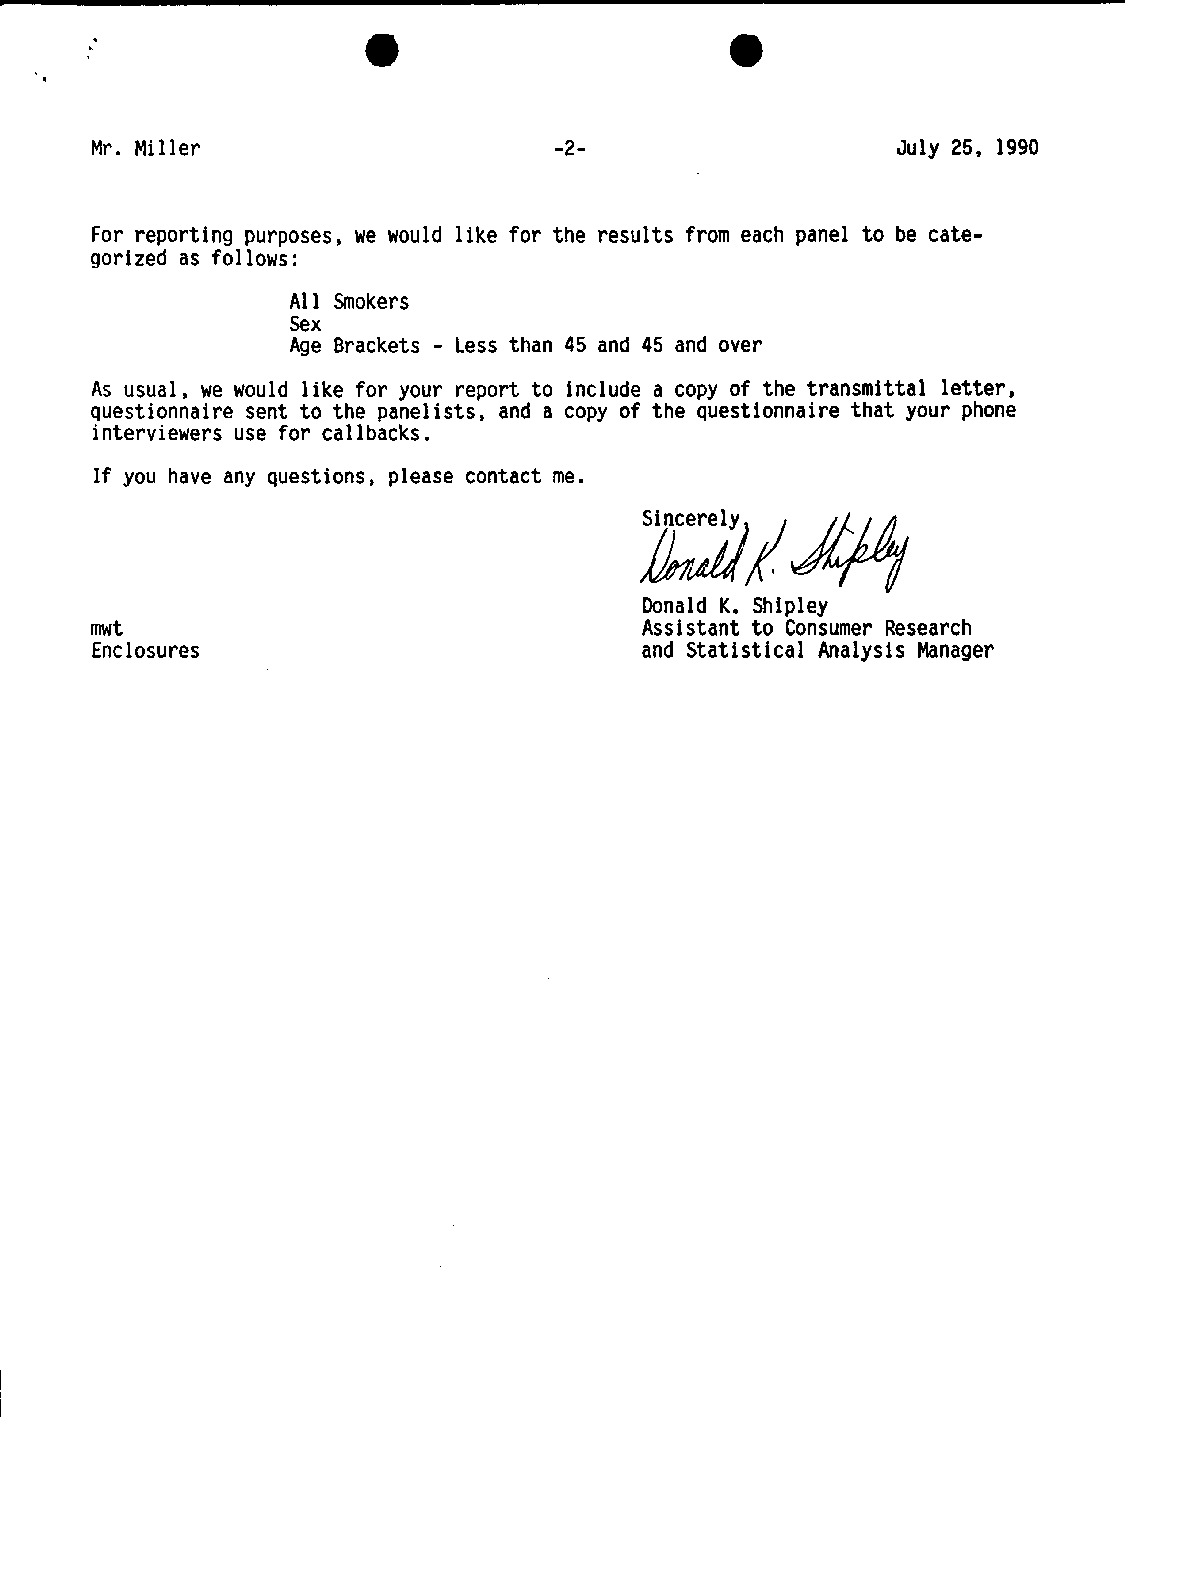 Mr. Miller -2- July 25, 1990
For reporting purposes, we would like for the results from each panel to be cate-
gorized as follows:
All Smokers
Sex
Age Brackets - Less than 45 and 45 and over
As usual, we would like for your report to include a copy of the transmittal letter,
questionnaire sent to the panelists, and a copy of the questionnaire that your phone
interviewers use for callbacks.
If you have any questions, please contact me.
Sincerely,
Donald K. Shipley
Donald K. Shipley
mwt Assistant to Consumer Research
Enclosures and Statistical Analysis Manager